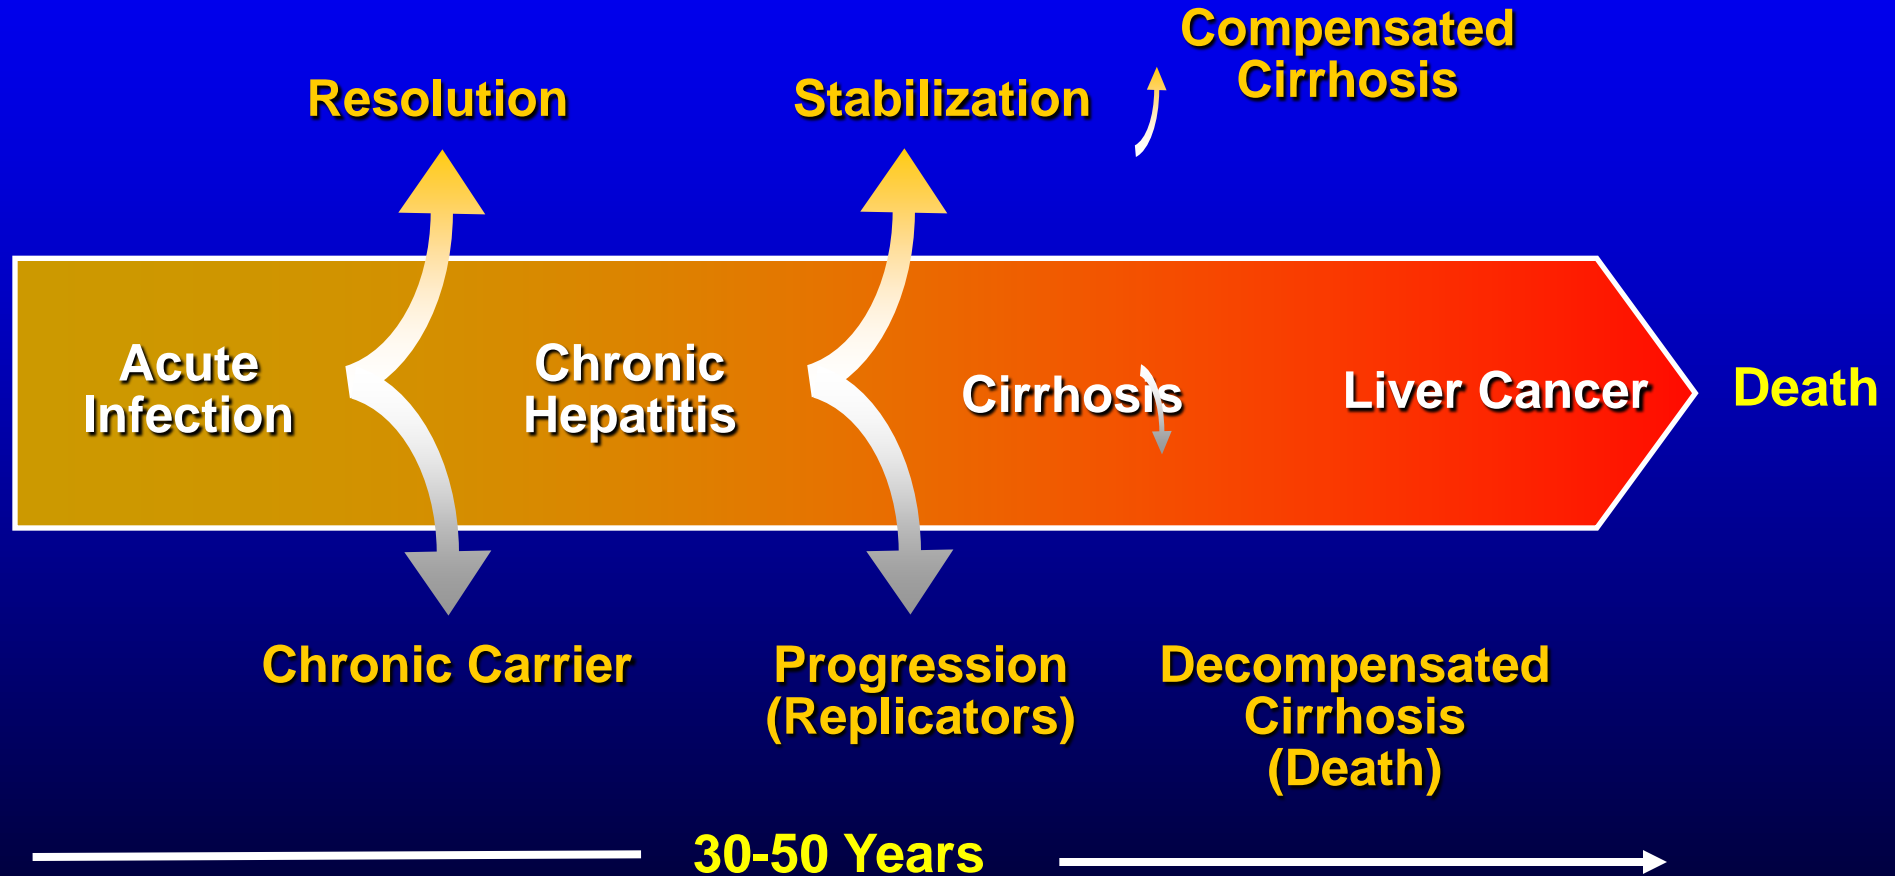 Compensated
Cirrhosis
Resolution
Stabilization
Acute
Infection
Chronic
Hepatitis
Cirrhosis
Liver Cancer
Death
Chronic Carrier
Progression
(Replicators)
Decompensated
Cirrhosis
(Death)
30-50 Years